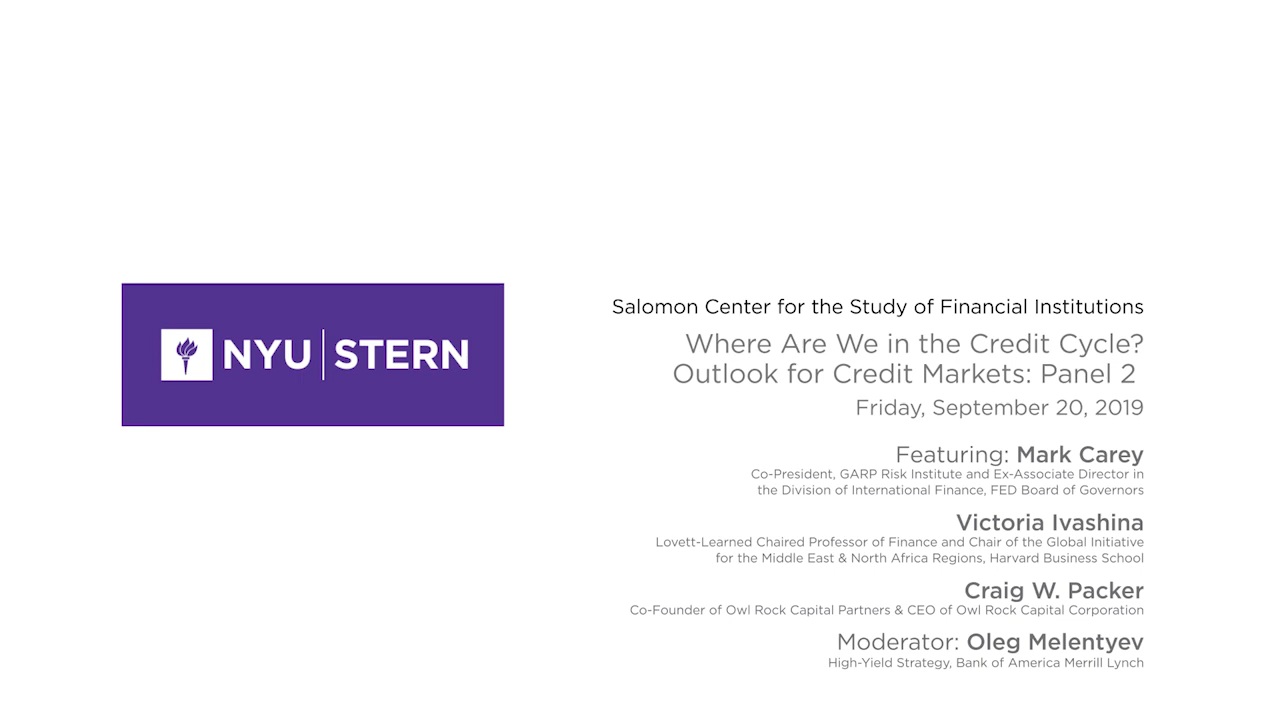 NYU | STERN
Salomon Center for the Study of Financial Institutions
Where Are We in the Credit Cycle?
Outlook for Credit Markets: Panel 2
Friday, September 20, 2019
Featuring: Mark Carey
Co-President, GARP Risk Institute and Ex-Associate Director in
the Division of International Finance, FED Board of Governors
Victoria Ivashina
Lovett-Learned Chaired Professor of Finance and Chair of the Global Initiative
for the Middle East & North Africa Regions, Harvard Business School
Craig W. Packer
Co-Founder of Owl Rock Capital Partners & CEO of Owl Rock Capital Corporation
Moderator: Oleg Melentyev
High-Yield Strategy, Bank of America Merrill Lynch